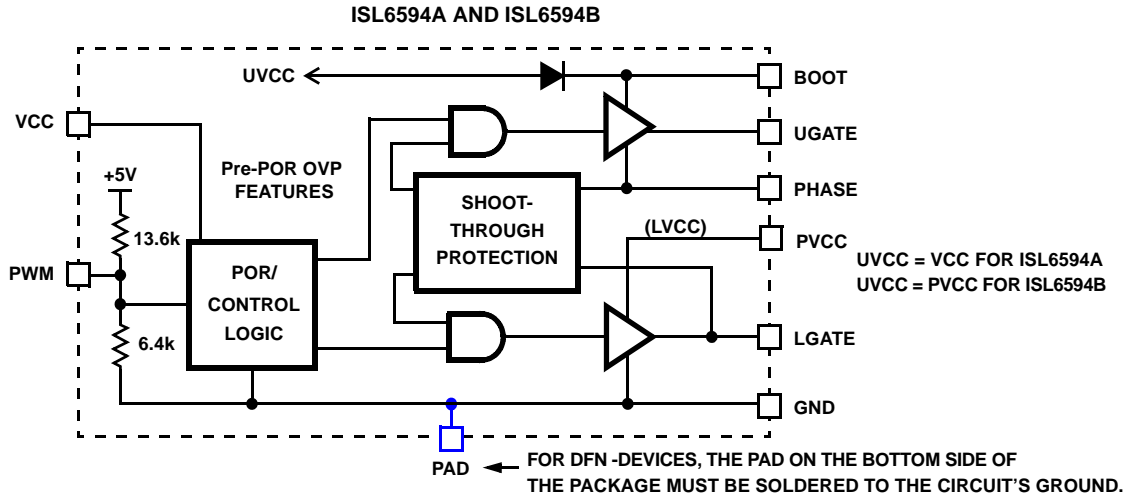 ISL6594A AND ISL6594B
UVCC
BOOT
VCC
UGATE
+5V
Pre-POR OVP
FEATURES
PHASE
SHOOT-
THROUGH
PROTECTION
(LVCC)
13.6k
PVCC
UVCC = VCC FOR ISL6594A
UVCC = PVCC FOR ISL6594B
PWM
POR/
CONTROL
LOGIC
6.4k
LGATE
GND
PAD
FOR DFN -DEVICES, THE PAD ON THE BOTTOM SIDE OF
THE PACKAGE MUST BE SOLDERED TO THE CIRCUIT'S GROUND.